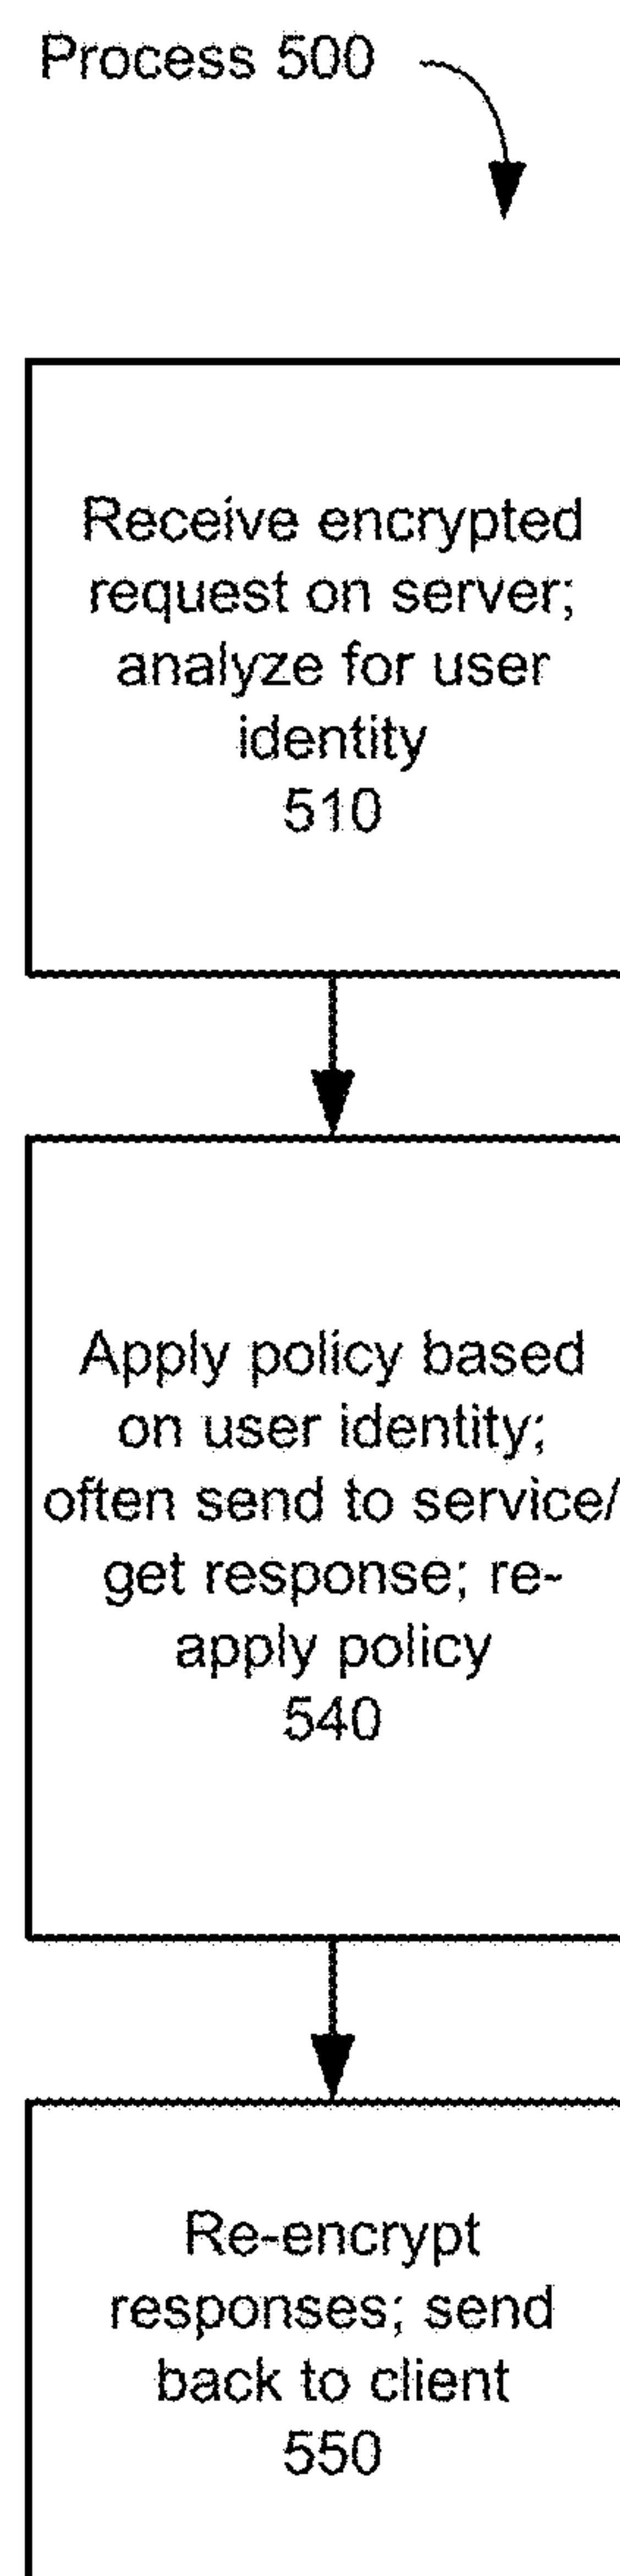 Process 500
Receive encrypted
request on server;
analyze for user
identity
510
Apply policy based
on user identity;
often send to service/
get response; re-
apply policy
540
Re-encrypt
responses; send
back to client
550